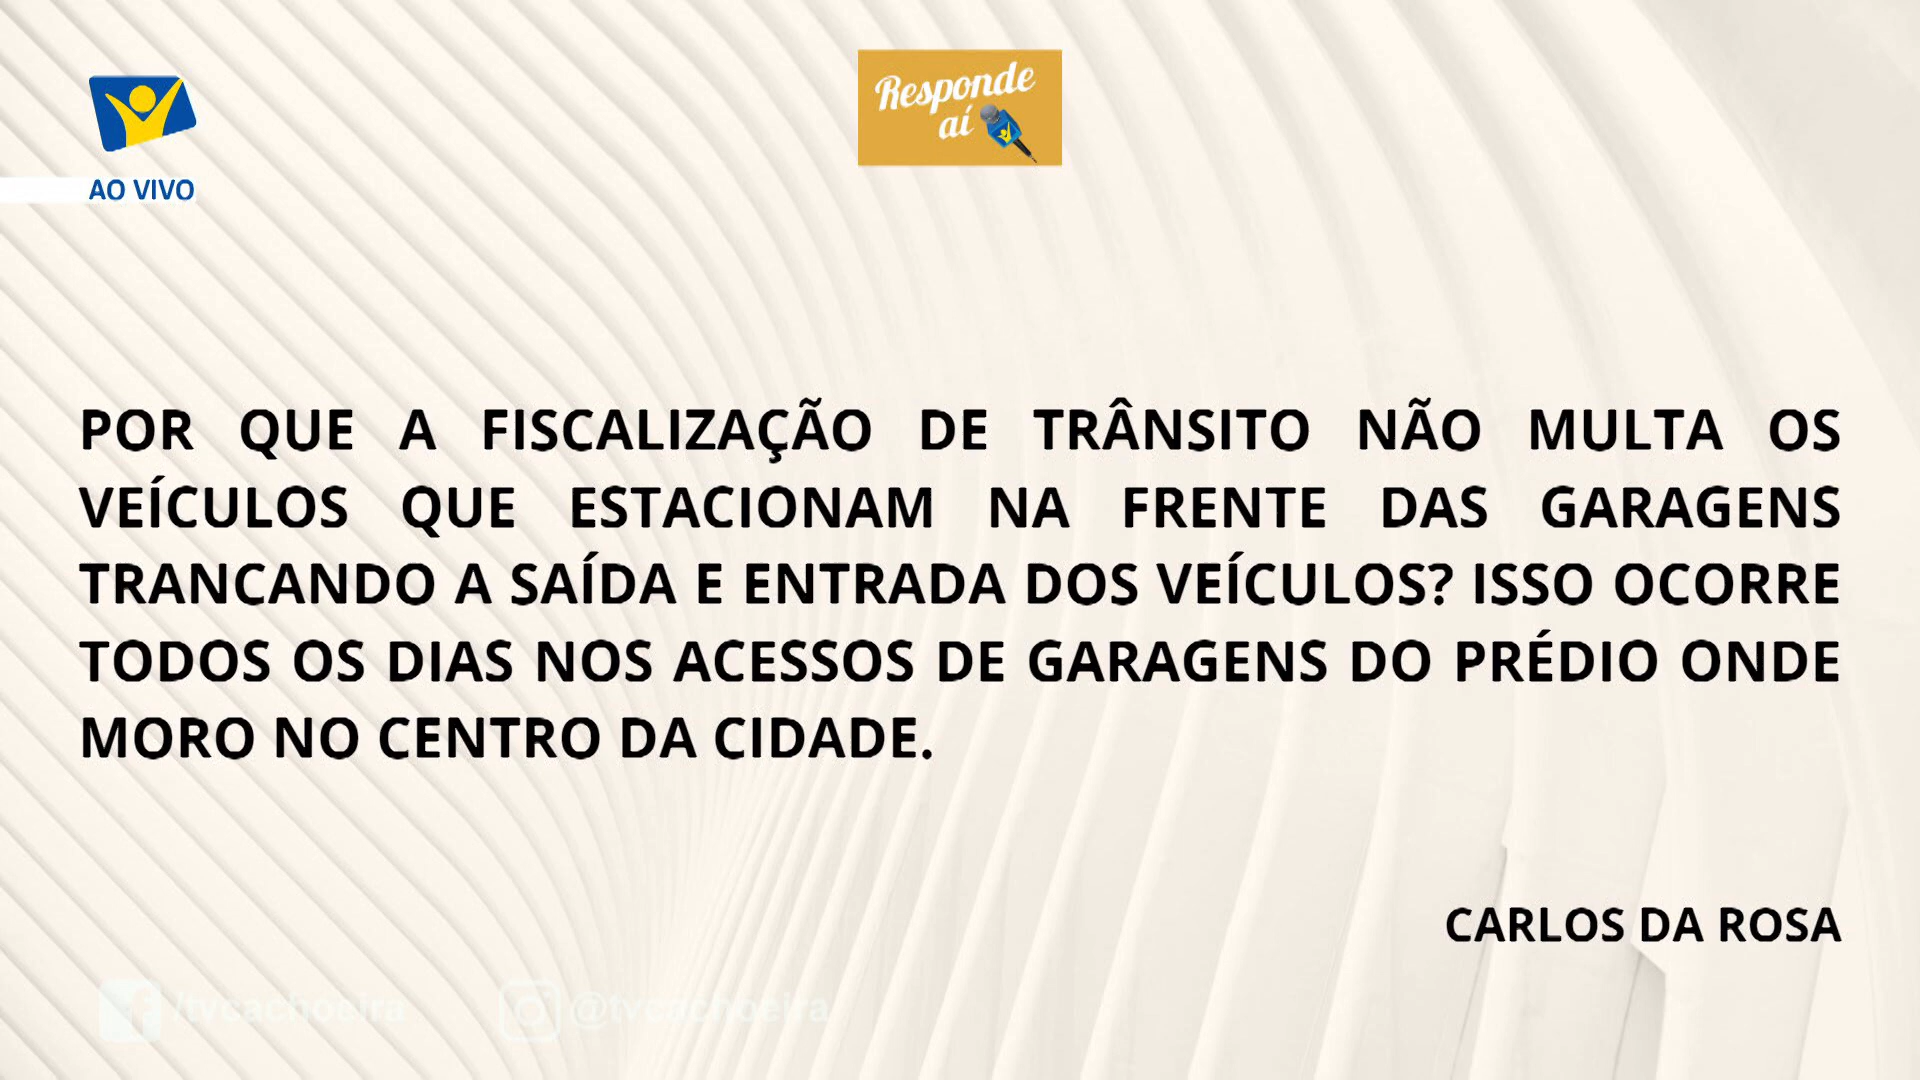 Responde
aí
AO VIVO
POR QUE A FISCALIZAÇÃO DE TRÂNSITO NÃO MULTA OS
VEÍCULOS QUE ESTACIONAM NA FRENTE DAS GARAGENS
TRANCANDO A SAÍDA E ENTRADA DOS VEÍCULOS? ISSO OCORRE
TODOS OS DIAS NOS ACESSOS DE GARAGENS DO PRÉDIO ONDE
MORO NO CENTRO DA CIDADE.
CARLOS DA ROSA
/tvcachoeira @tvcachoeira